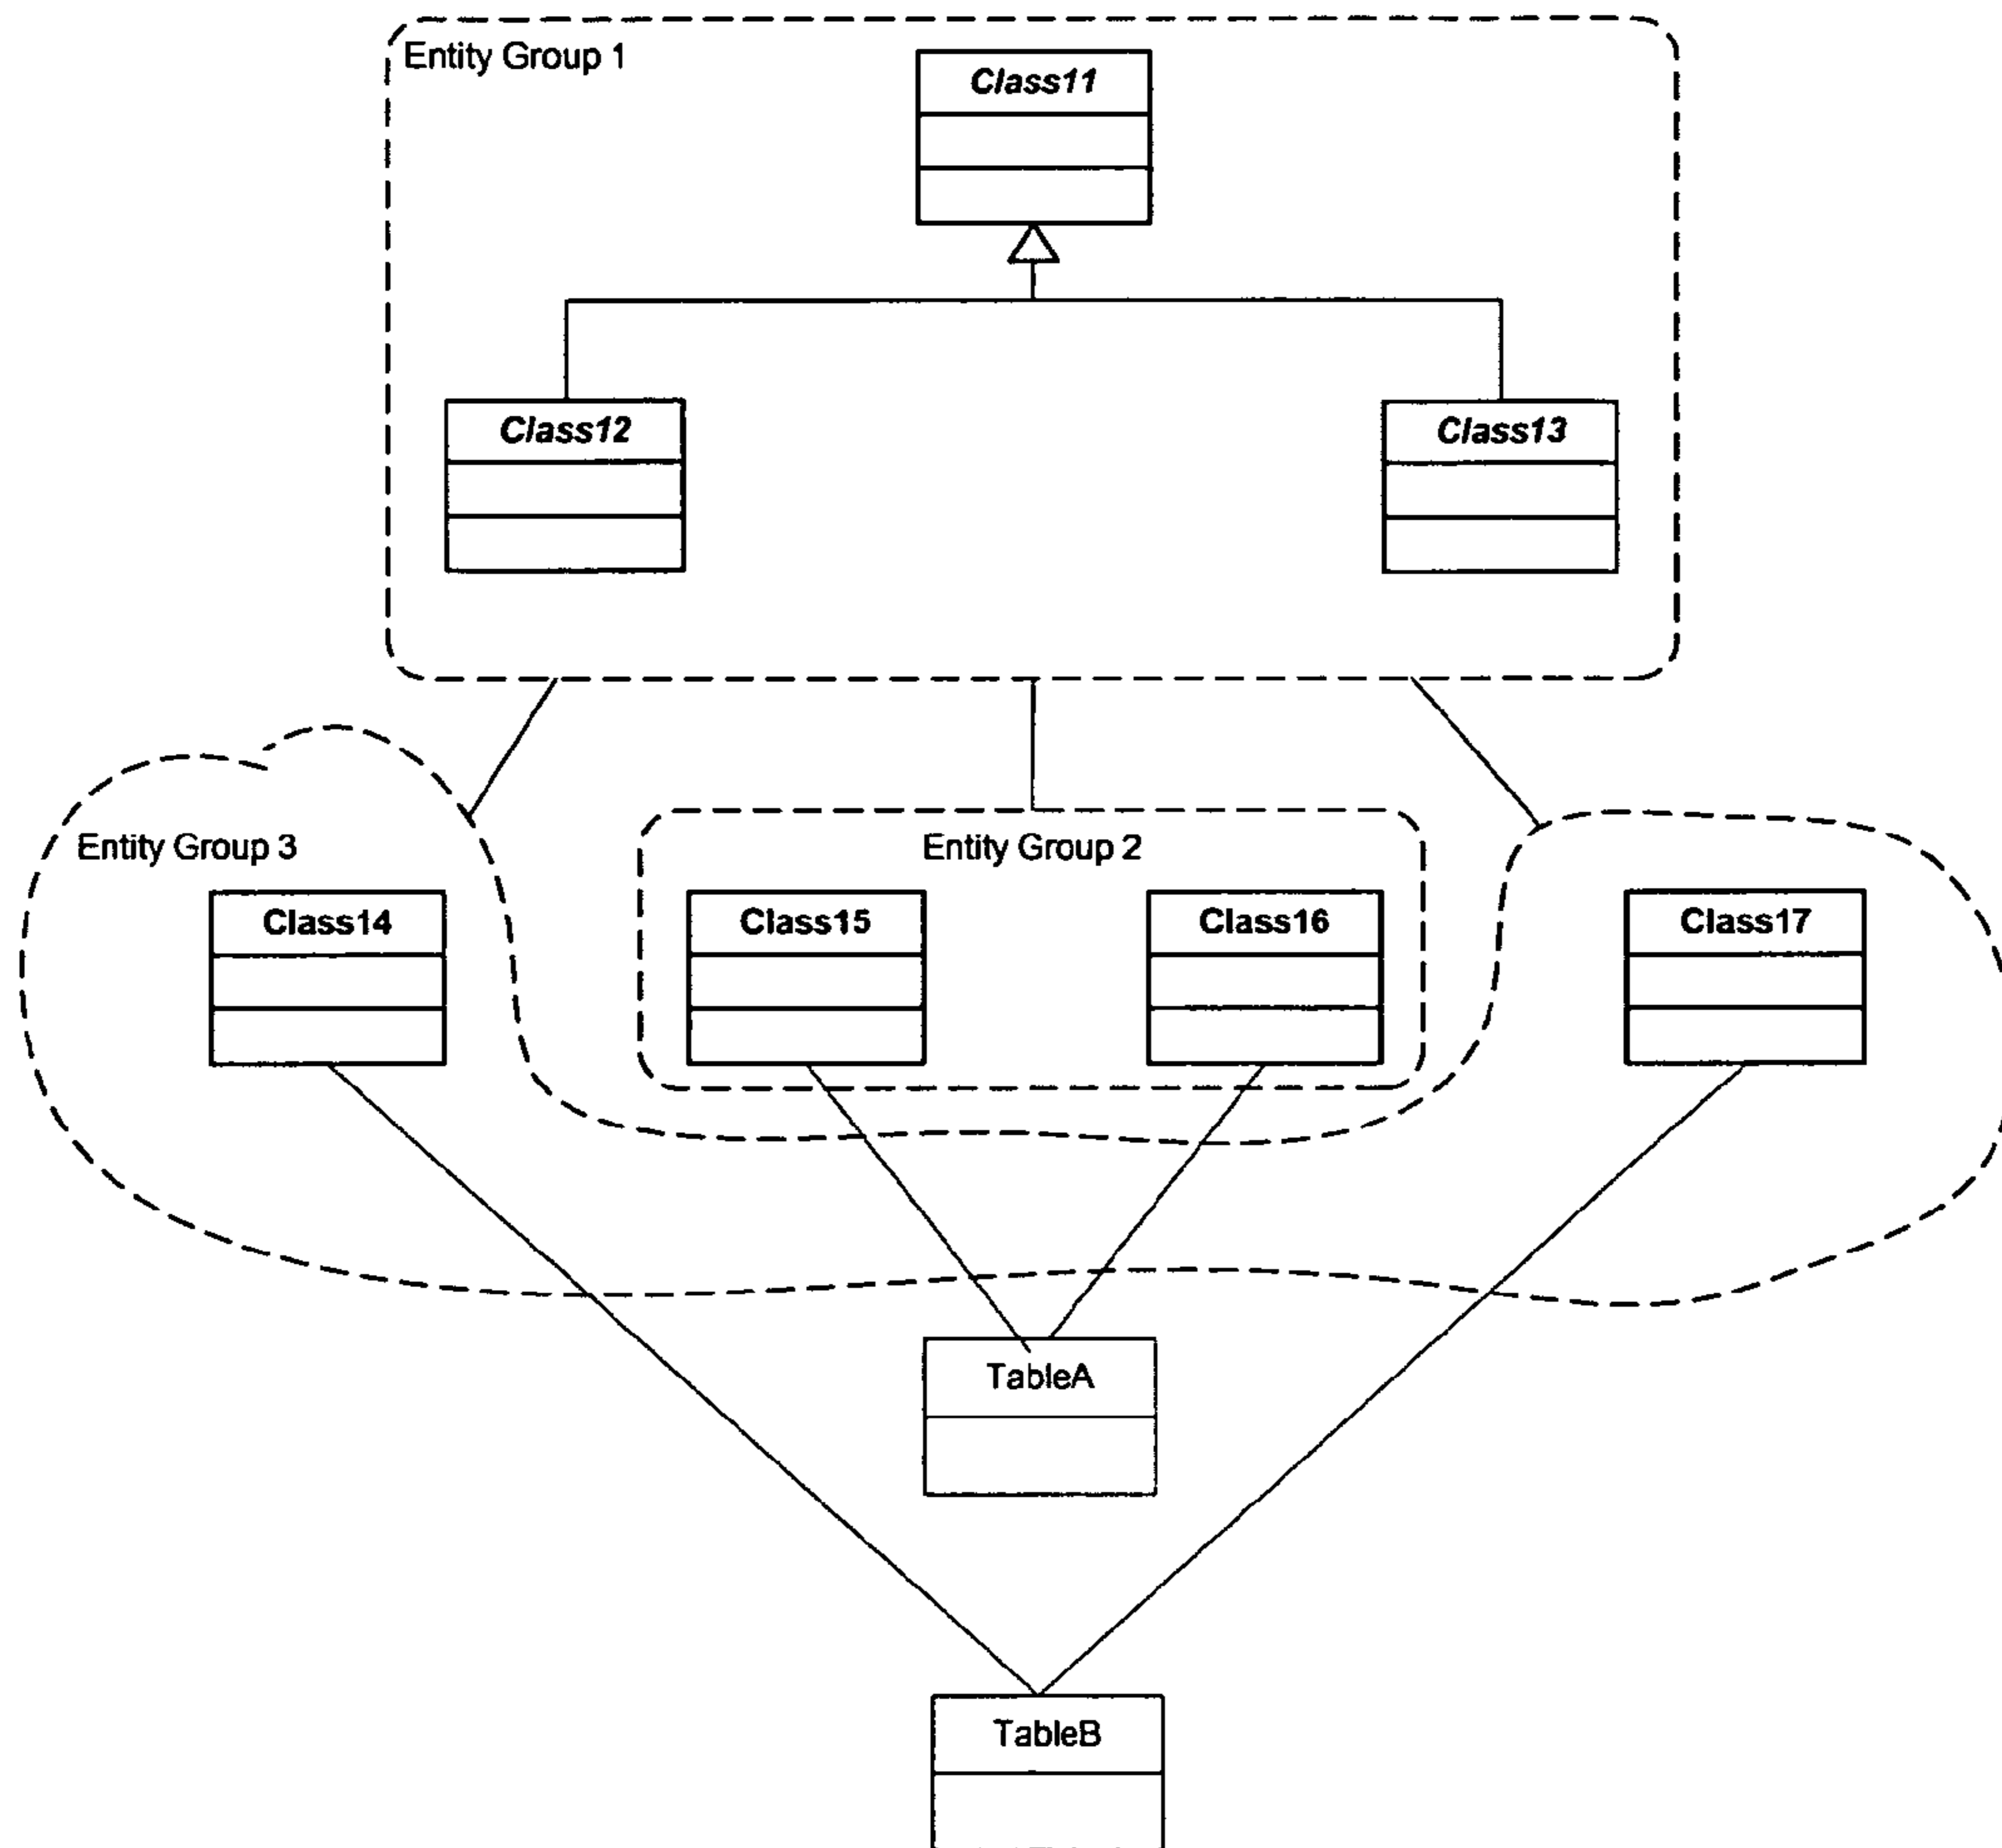 Entity Group 1
Class11
Class12
Class13
Entity Group 3
Entity Group 2
Class14
Class15
Class16
Class17
TableA
TableB